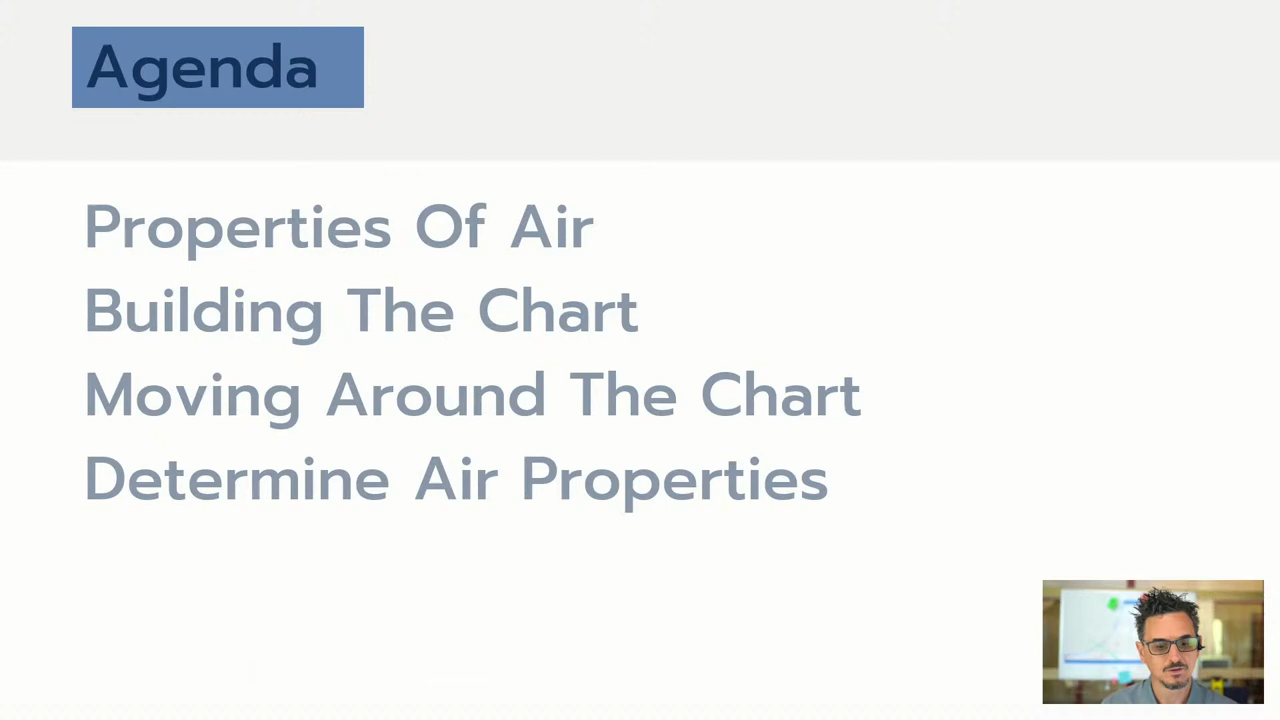 Agenda
Properties Of Air
Building The Chart
Moving Around The Chart
Determine Air Properties